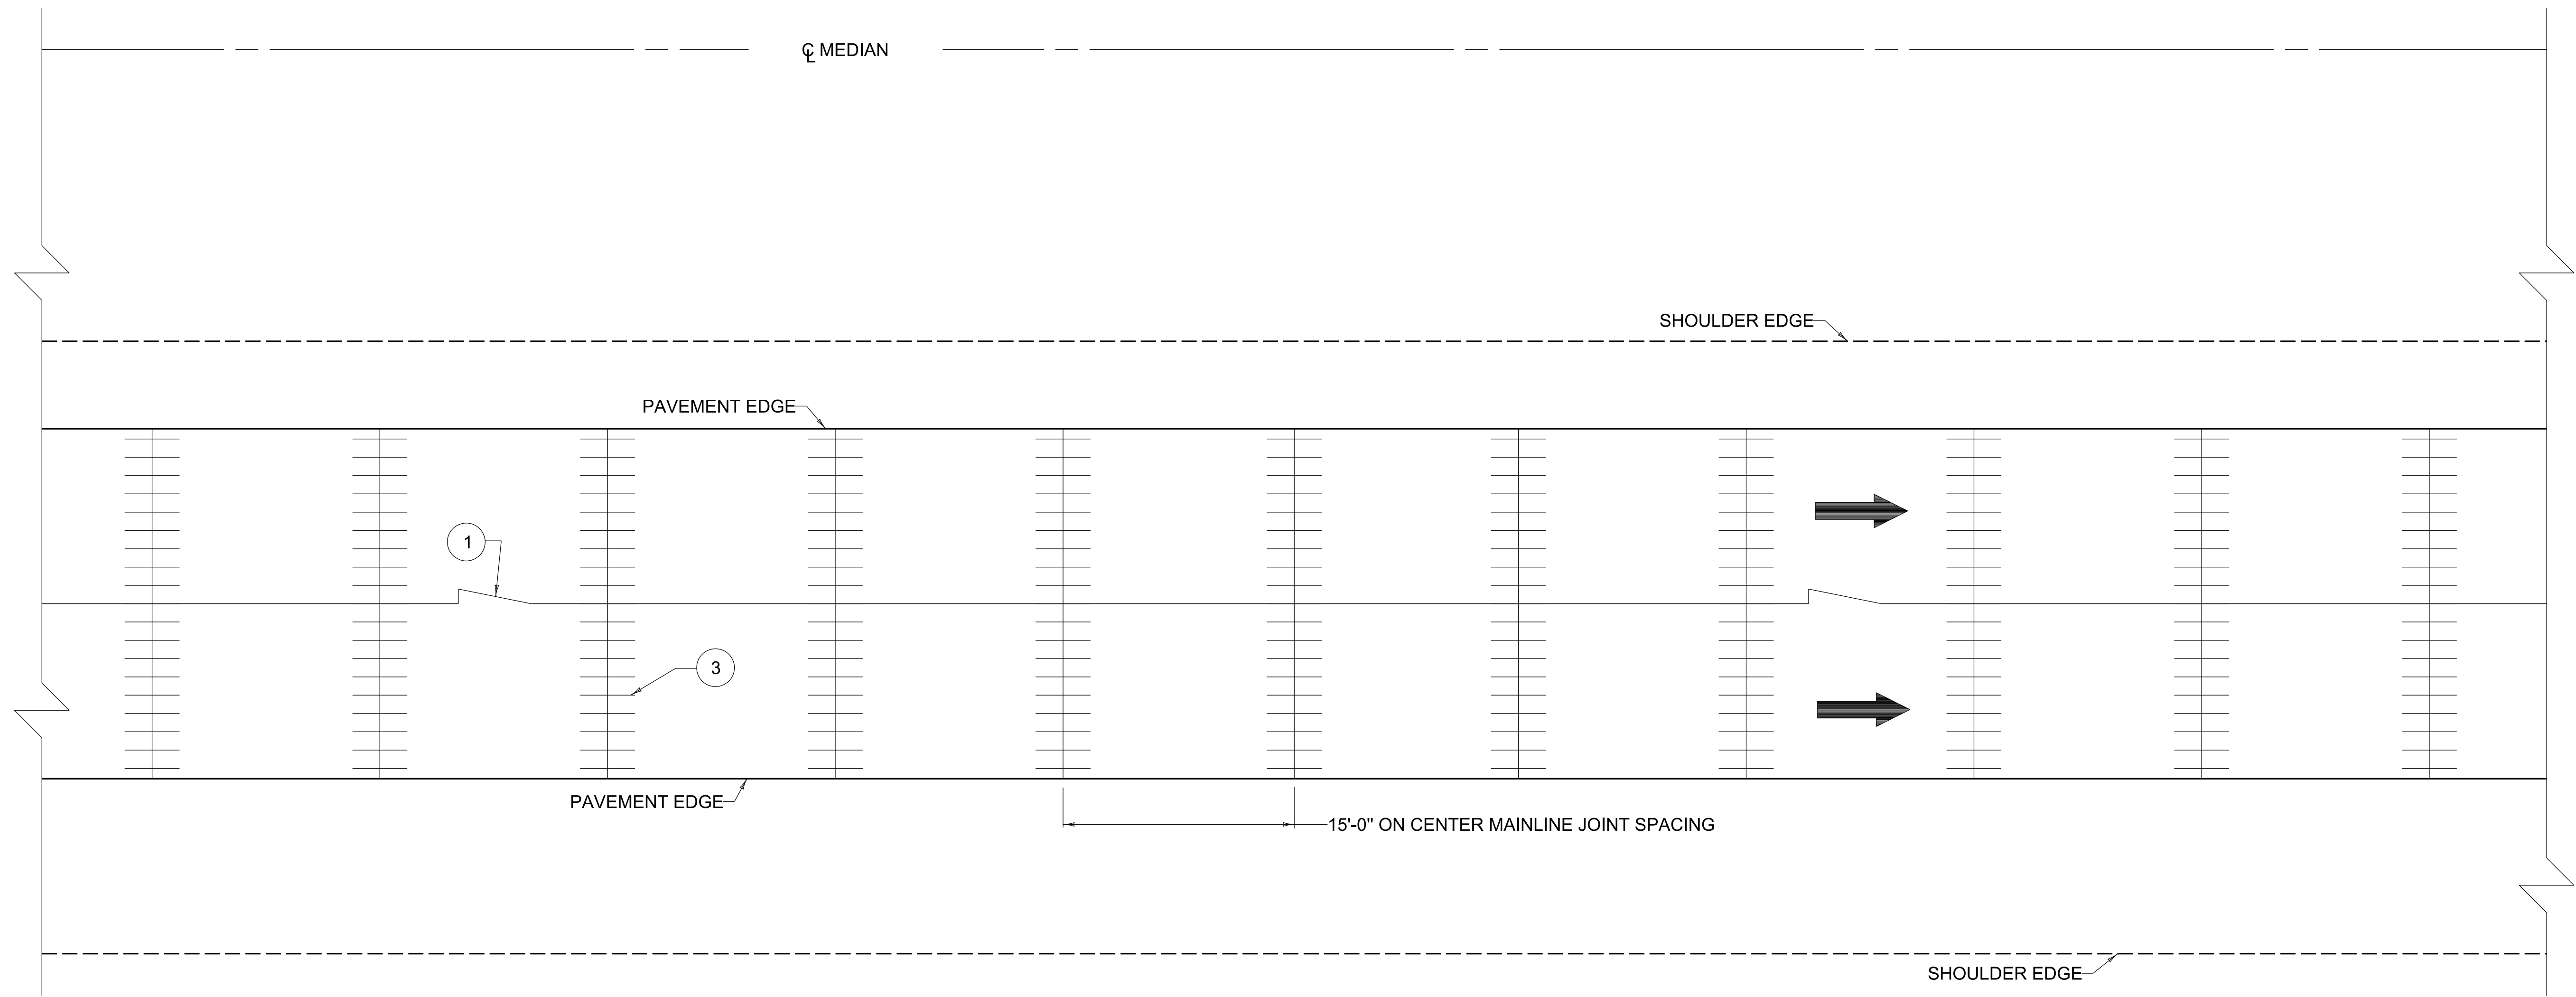 ℄ MEDIAN
SHOULDER EDGE
PAVEMENT EDGE
1
3
PAVEMENT EDGE
15'-0" ON CENTER MAINLINE JOINT SPACING
SHOULDER EDGE